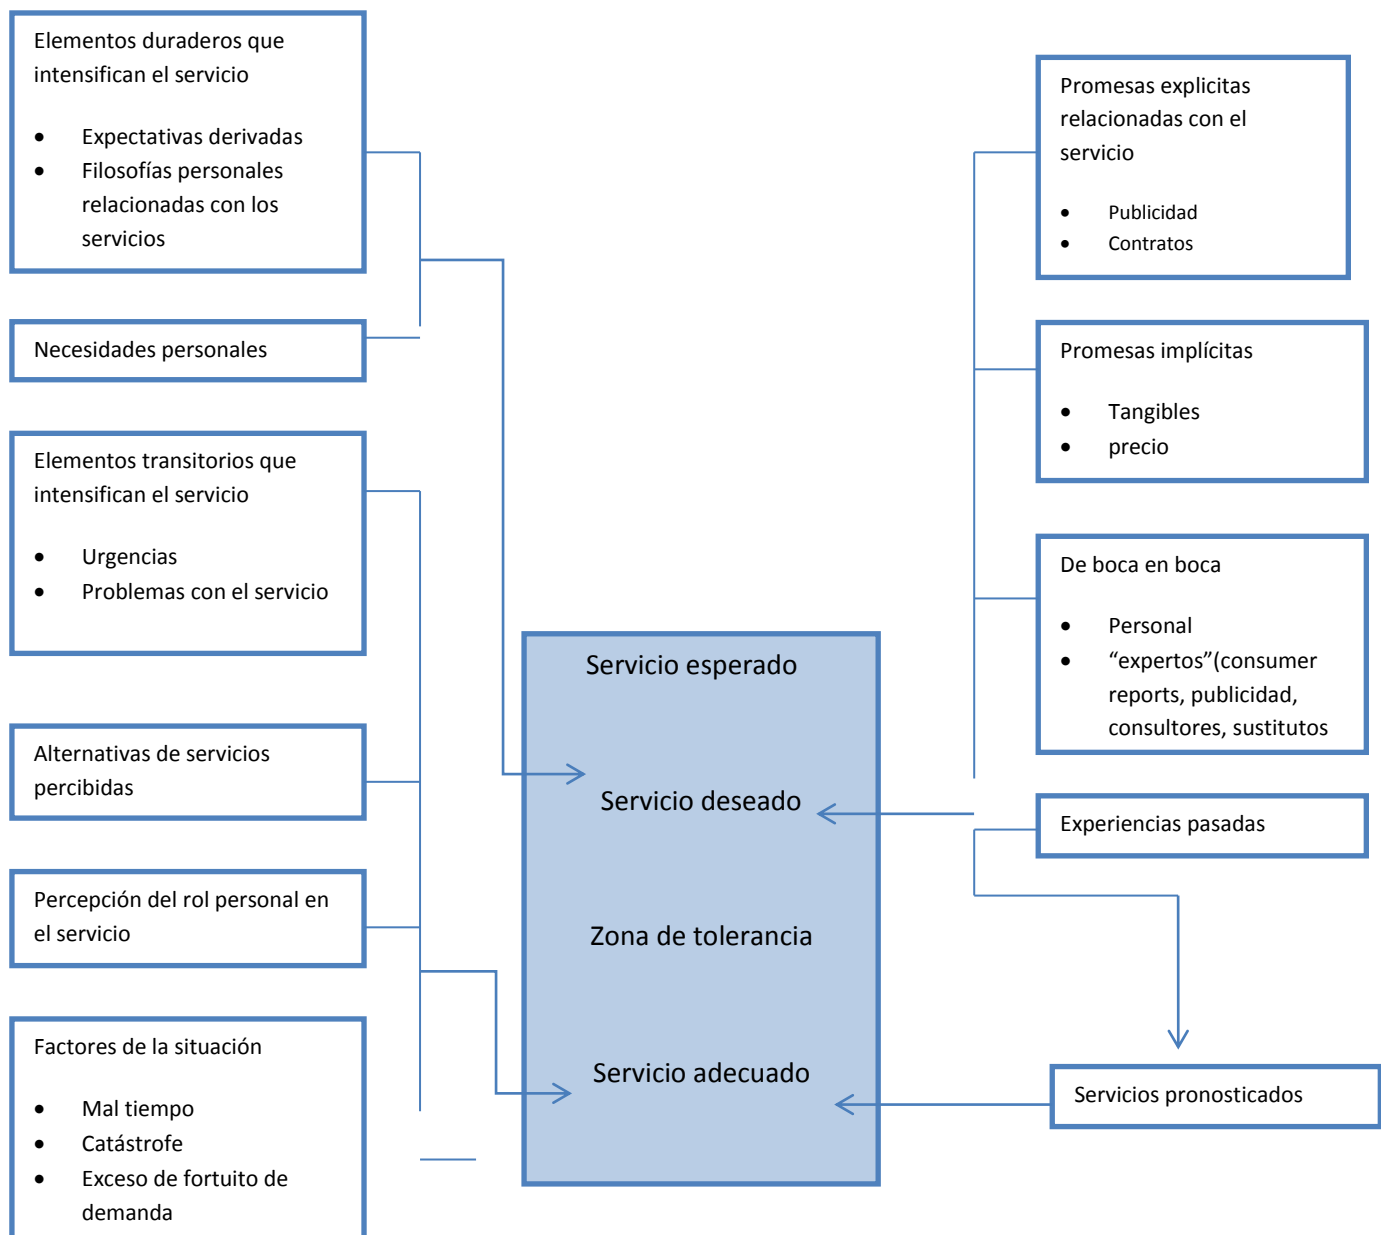 Elementos duraderos que
intensifican el servicio
• Expectativas derivadas
• Filosofías personales
relacionadas con los
servicios
Necesidades personales
Elementos transitorios que
intensifican el servicio
• Urgencias
• Problemas con el servicio
Alternativas de servicios
percibidas
Percepción del rol personal en
el servicio
Factores de la situación
• Mal tiempo
• Catástrofe
• Exceso de fortuito de
demanda
Servicio esperado
Servicio deseado
Zona de tolerancia
Servicio adecuado
Promesas explicitas
relacionadas con el
servicio
• Publicidad
• Contratos
Promesas implícitas
• Tangibles
• precio
De boca en boca
• Personal
• “expertos”(consumer
reports, publicidad,
consultores, sustitutos
Experiencias pasadas
Servicios pronosticados